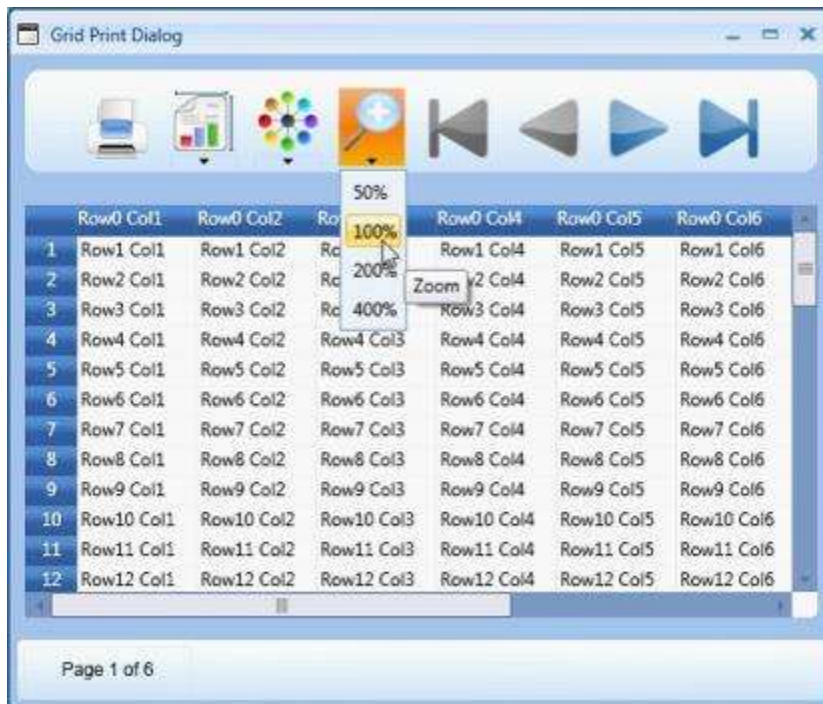 Grid Print Dialog
50%
100%
200%
400%
Zoom
Row0 Col1 Row0 Col2 Row0 Col4 Row0 Col5 Row0 Col6
1 Row1 Col1 Row1 Col2 Row1 Col4 Row1 Col5 Row1 Col6
2 Row2 Col1 Row2 Col2 Col4 Row2 Col5 Row2 Col6
3 Row3 Col1 Row3 Col2 Row3 Col4 Row3 Col5 Row3 Col6
4 Row4 Col1 Row4 Col2 Row4 Col3 Row4 Col4 Row4 Col5 Row4 Col6
5 Row5 Col1 Row5 Col2 Row5 Col3 Row5 Col4 Row5 Col5 Row5 Col6
6 Row6 Col1 Row6 Col2 Row6 Col3 Row6 Col4 Row6 Col5 Row6 Col6
7 Row7 Col1 Row7 Col2 Row7 Col3 Row7 Col4 Row7 Col5 Row7 Col6
8 Row8 Col1 Row8 Col2 Row8 Col3 Row8 Col4 Row8 Col5 Row8 Col6
9 Row9 Col1 Row9 Col2 Row9 Col3 Row9 Col4 Row9 Col5 Row9 Col6
10 Row10 Col1 Row10 Col2 Row10 Col3 Row10 Col4 Row10 Col5 Row10 Col6
11 Row11 Col1 Row11 Col2 Row11 Col3 Row11 Col4 Row11 Col5 Row11 Col6
12 Row12 Col1 Row12 Col2 Row12 Col3 Row12 Col4 Row12 Col5 Row12 Col6
Page 1 of 6